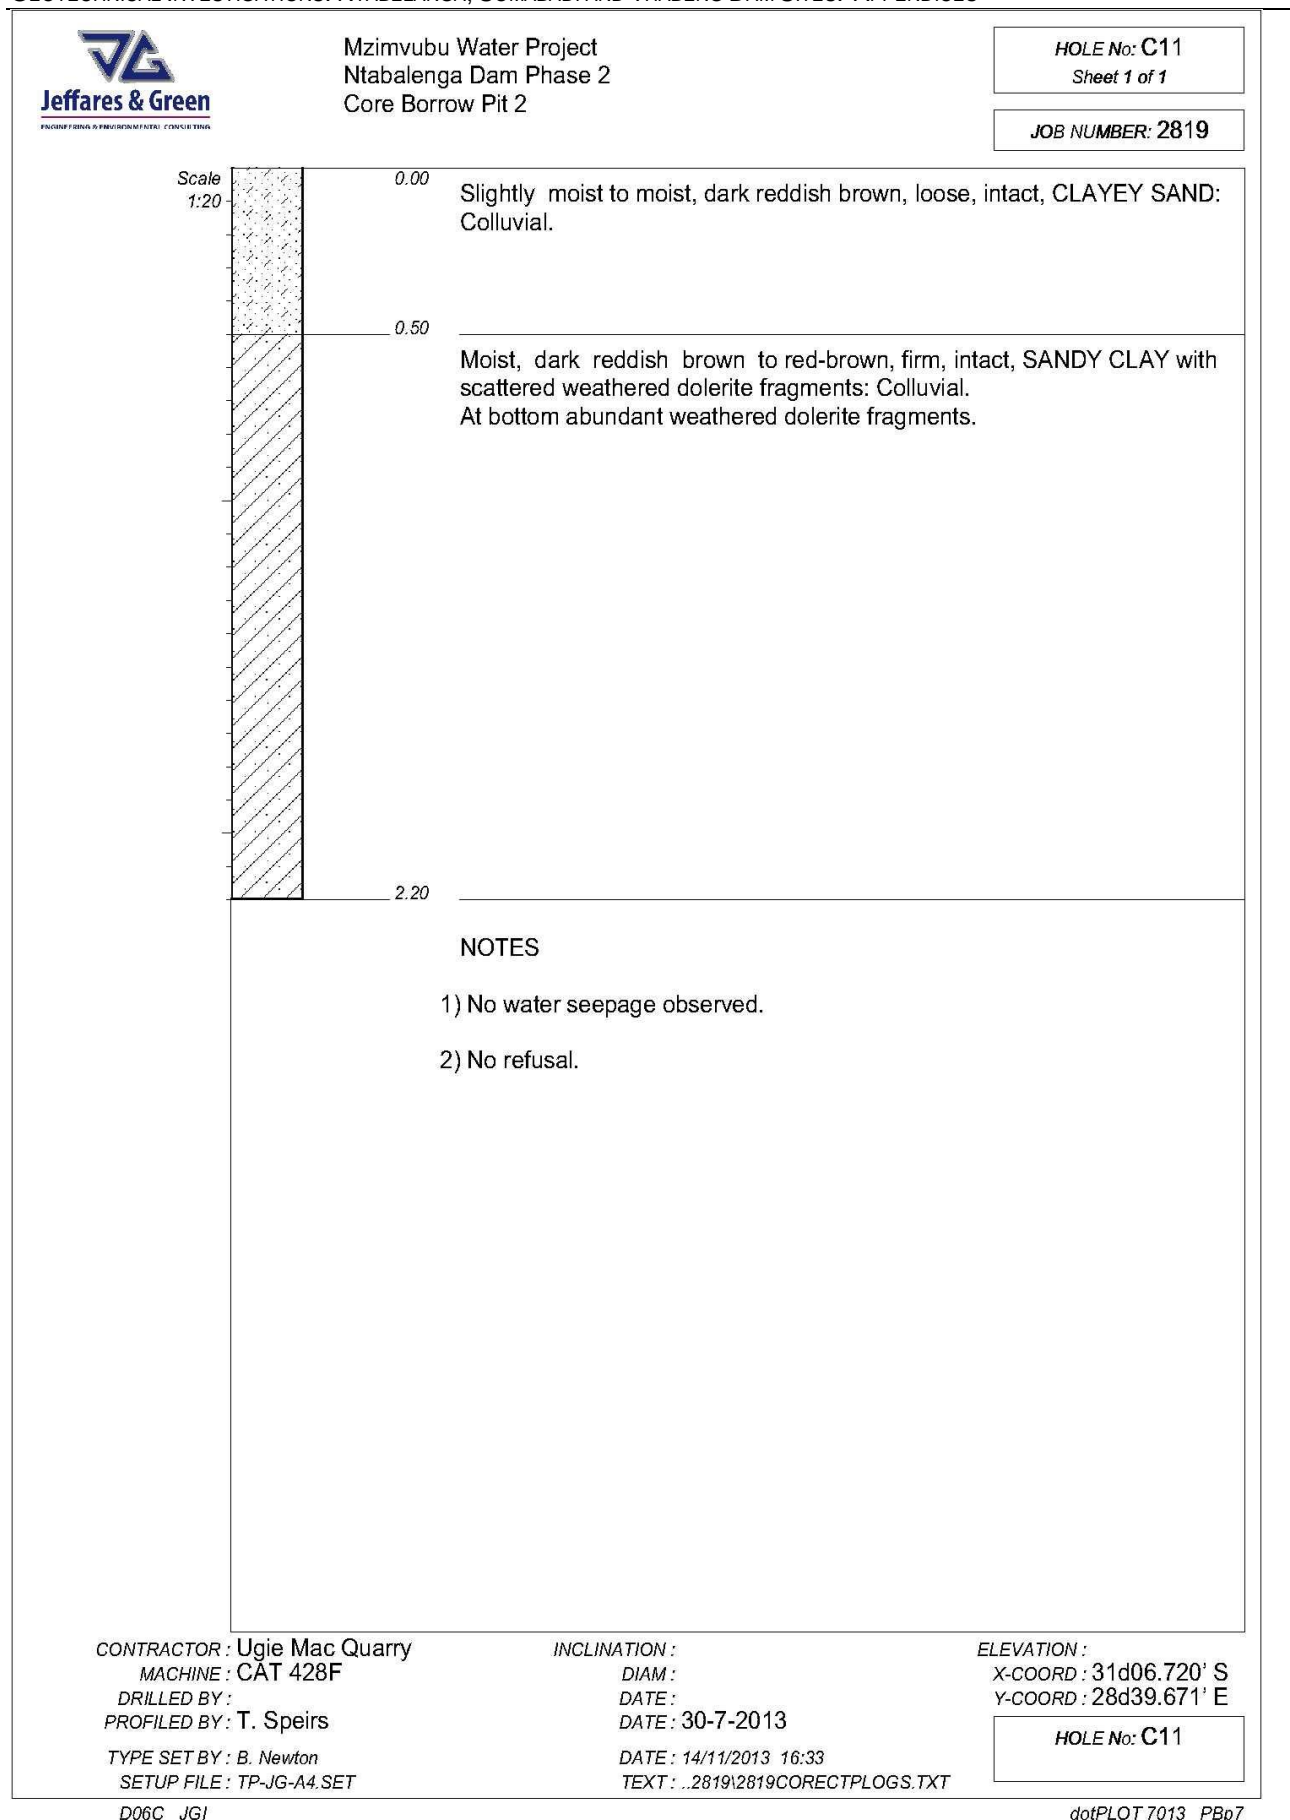 Mzimvubu Water Project
Ntabalenga Dam Phase 2
Core Borrow Pit 2
HOLE No: C11
Sheet 1 of 1
JOB NUMBER: 2819
JG
Jeffares & Green
ENGINEERING & ENVIRONMENTAL CONSULTING
Scale
1:20
0.00
Slightly moist to moist, dark reddish brown, loose, intact, CLAYEY SAND:
Colluvial.
0.50
Moist, dark reddish brown to red-brown, firm, intact, SANDY CLAY with
scattered weathered dolerite fragments: Colluvial.
At bottom abundant weathered dolerite fragments.
2.20
NOTES
1) No water seepage observed.
2) No refusal.
CONTRACTOR : Ugie Mac Quarry
MACHINE : CAT 428F
DRILLED BY :
PROFILED BY : T. Speirs
TYPE SET BY : B. Newton
SETUP FILE : TP-JG-A4.SET
INCLINATION :
DIAM :
DATE :
DATE : 30-7-2013
DATE : 14/11/2013 16:33
TEXT : ..2819\2819CORECTPLOGS.TXT
ELEVATION :
X-COORD : 31d06.720' S
Y-COORD : 28d39.671' E
HOLE No: C11
D06C JGI
dotPLOT 7013 PBp7